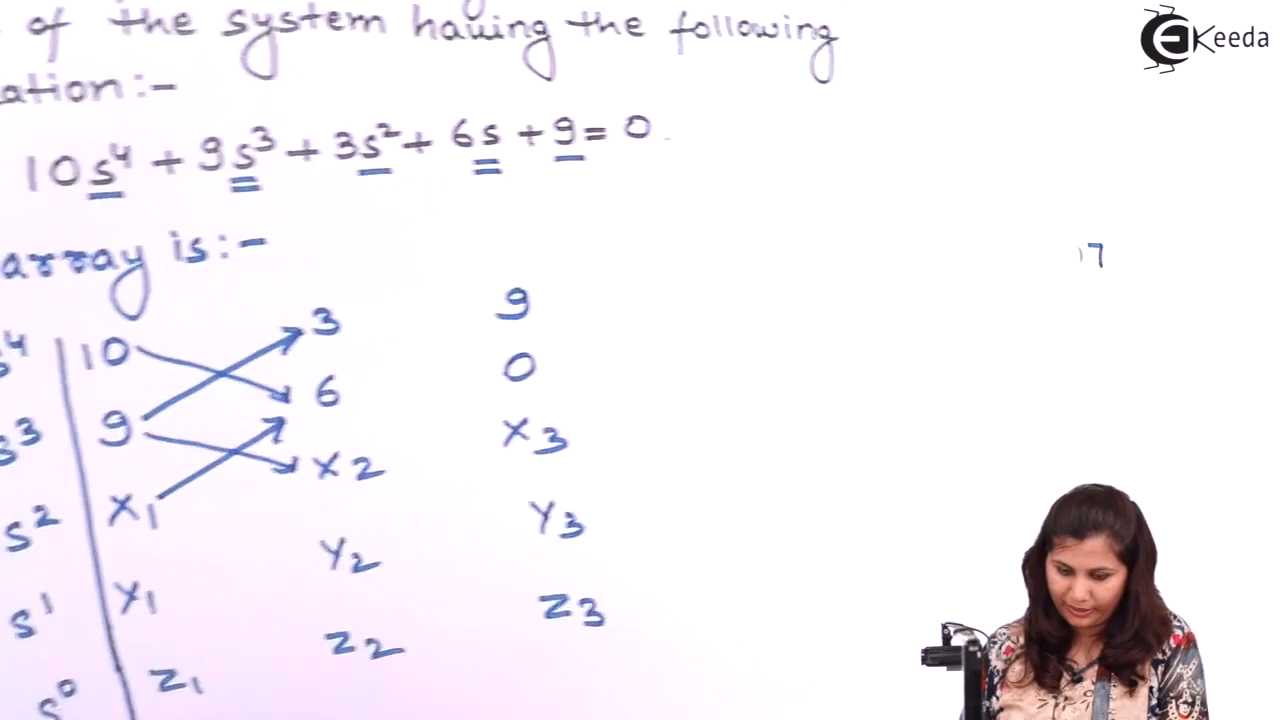 of the system having the following
EKeeda
ation:-
10s⁴ + 9s³ + 3s² + 6s + 9 = 0
array is:-
17
s⁴ | 10 3 9
s³ | 9 6 0
s² | x1 x2 x3
s¹ | y1 y2 y3
s⁰ | z1 z2 z3